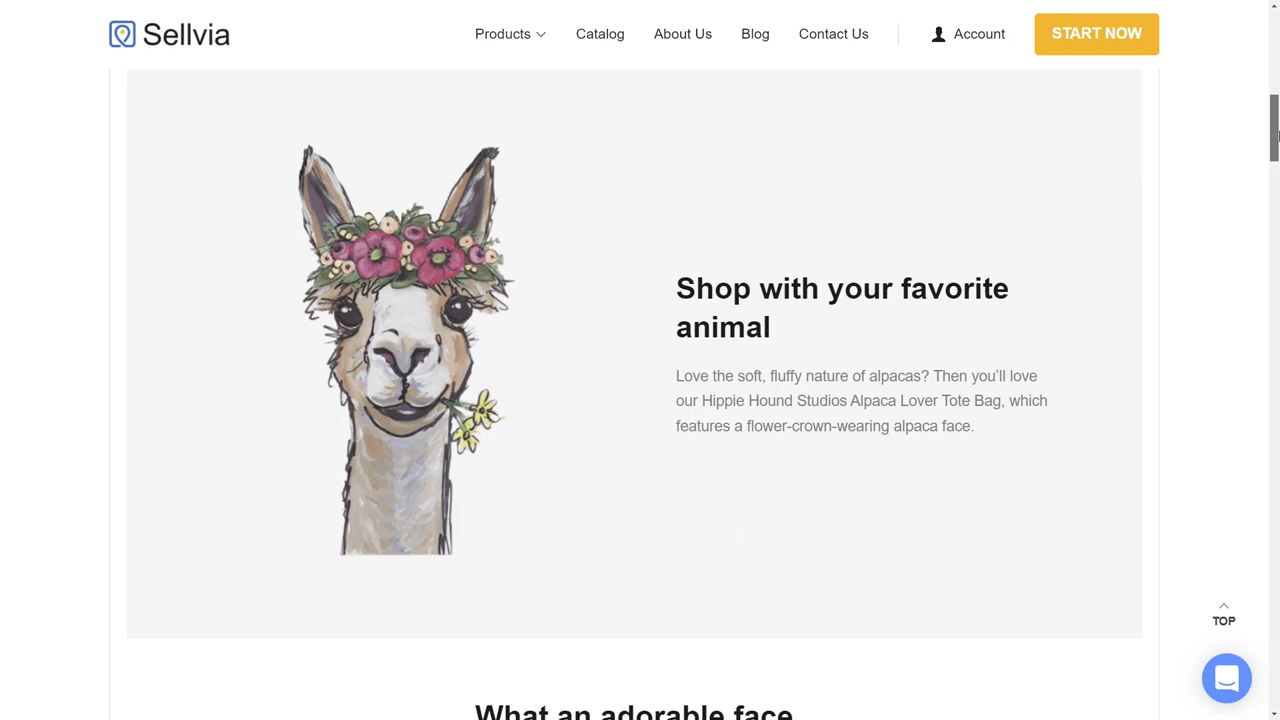 Sellvia
Products
Catalog
About Us
Blog
Contact Us
Account
START NOW
Shop with your favorite
animal
Love the soft, fluffy nature of alpacas? Then you’ll love
our Hippie Hound Studios Alpaca Lover Tote Bag, which
features a flower-crown-wearing alpaca face.
TOP
What an adorable face